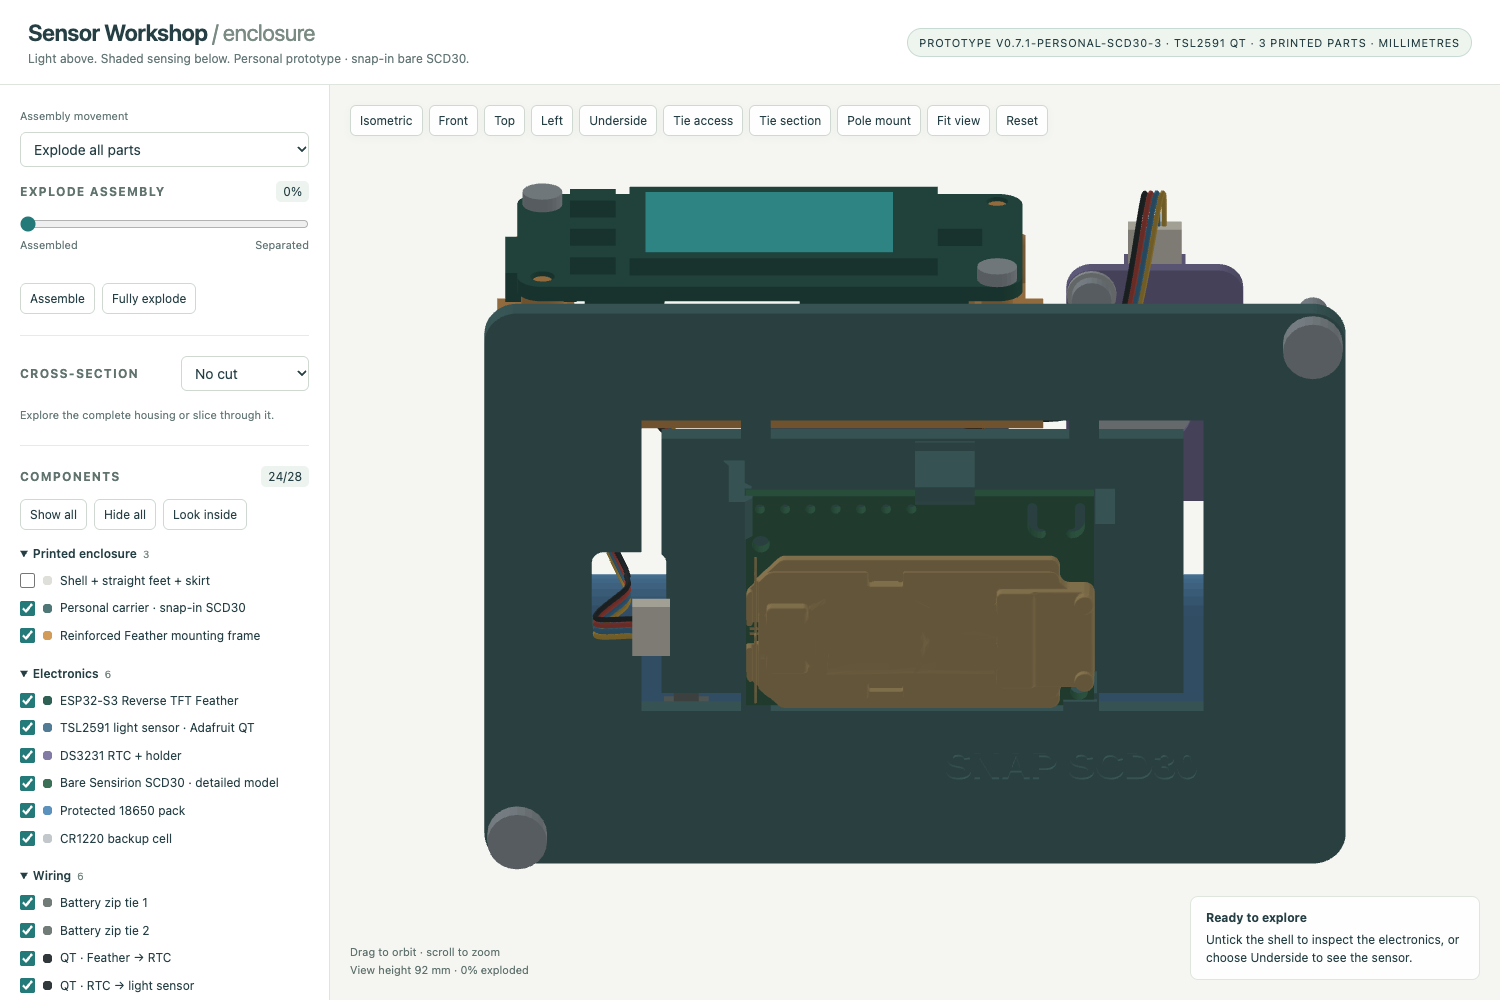 Sensor Workshop / enclosure
Light above. Shaded sensing below. Personal prototype · snap-in bare SCD30.
PROTOTYPE V0.7.1-PERSONAL-SCD30-3 · TSL2591 QT · 3 PRINTED PARTS · MILLIMETRES
Assembly movement
Explode all parts
EXPLODE ASSEMBLY 0%
Assembled Separated
Assemble Fully explode
CROSS-SECTION No cut
Explore the complete housing or slice through it.
COMPONENTS 24/28
Show all Hide all Look inside
Printed enclosure 3
Shell + straight feet + skirt
Personal carrier · snap-in SCD30
Reinforced Feather mounting frame
Electronics 6
ESP32-S3 Reverse TFT Feather
TSL2591 light sensor · Adafruit QT
DS3231 RTC + holder
Bare Sensirion SCD30 · detailed model
Protected 18650 pack
CR1220 backup cell
Wiring 6
Battery zip tie 1
Battery zip tie 2
QT · Feather → RTC
QT · RTC → light sensor
Isometric Front Top Left Underside Tie access Tie section Pole mount Fit view Reset
SNAP SCD30
Drag to orbit · scroll to zoom
View height 92 mm · 0% exploded
Ready to explore
Untick the shell to inspect the electronics, or
choose Underside to see the sensor.